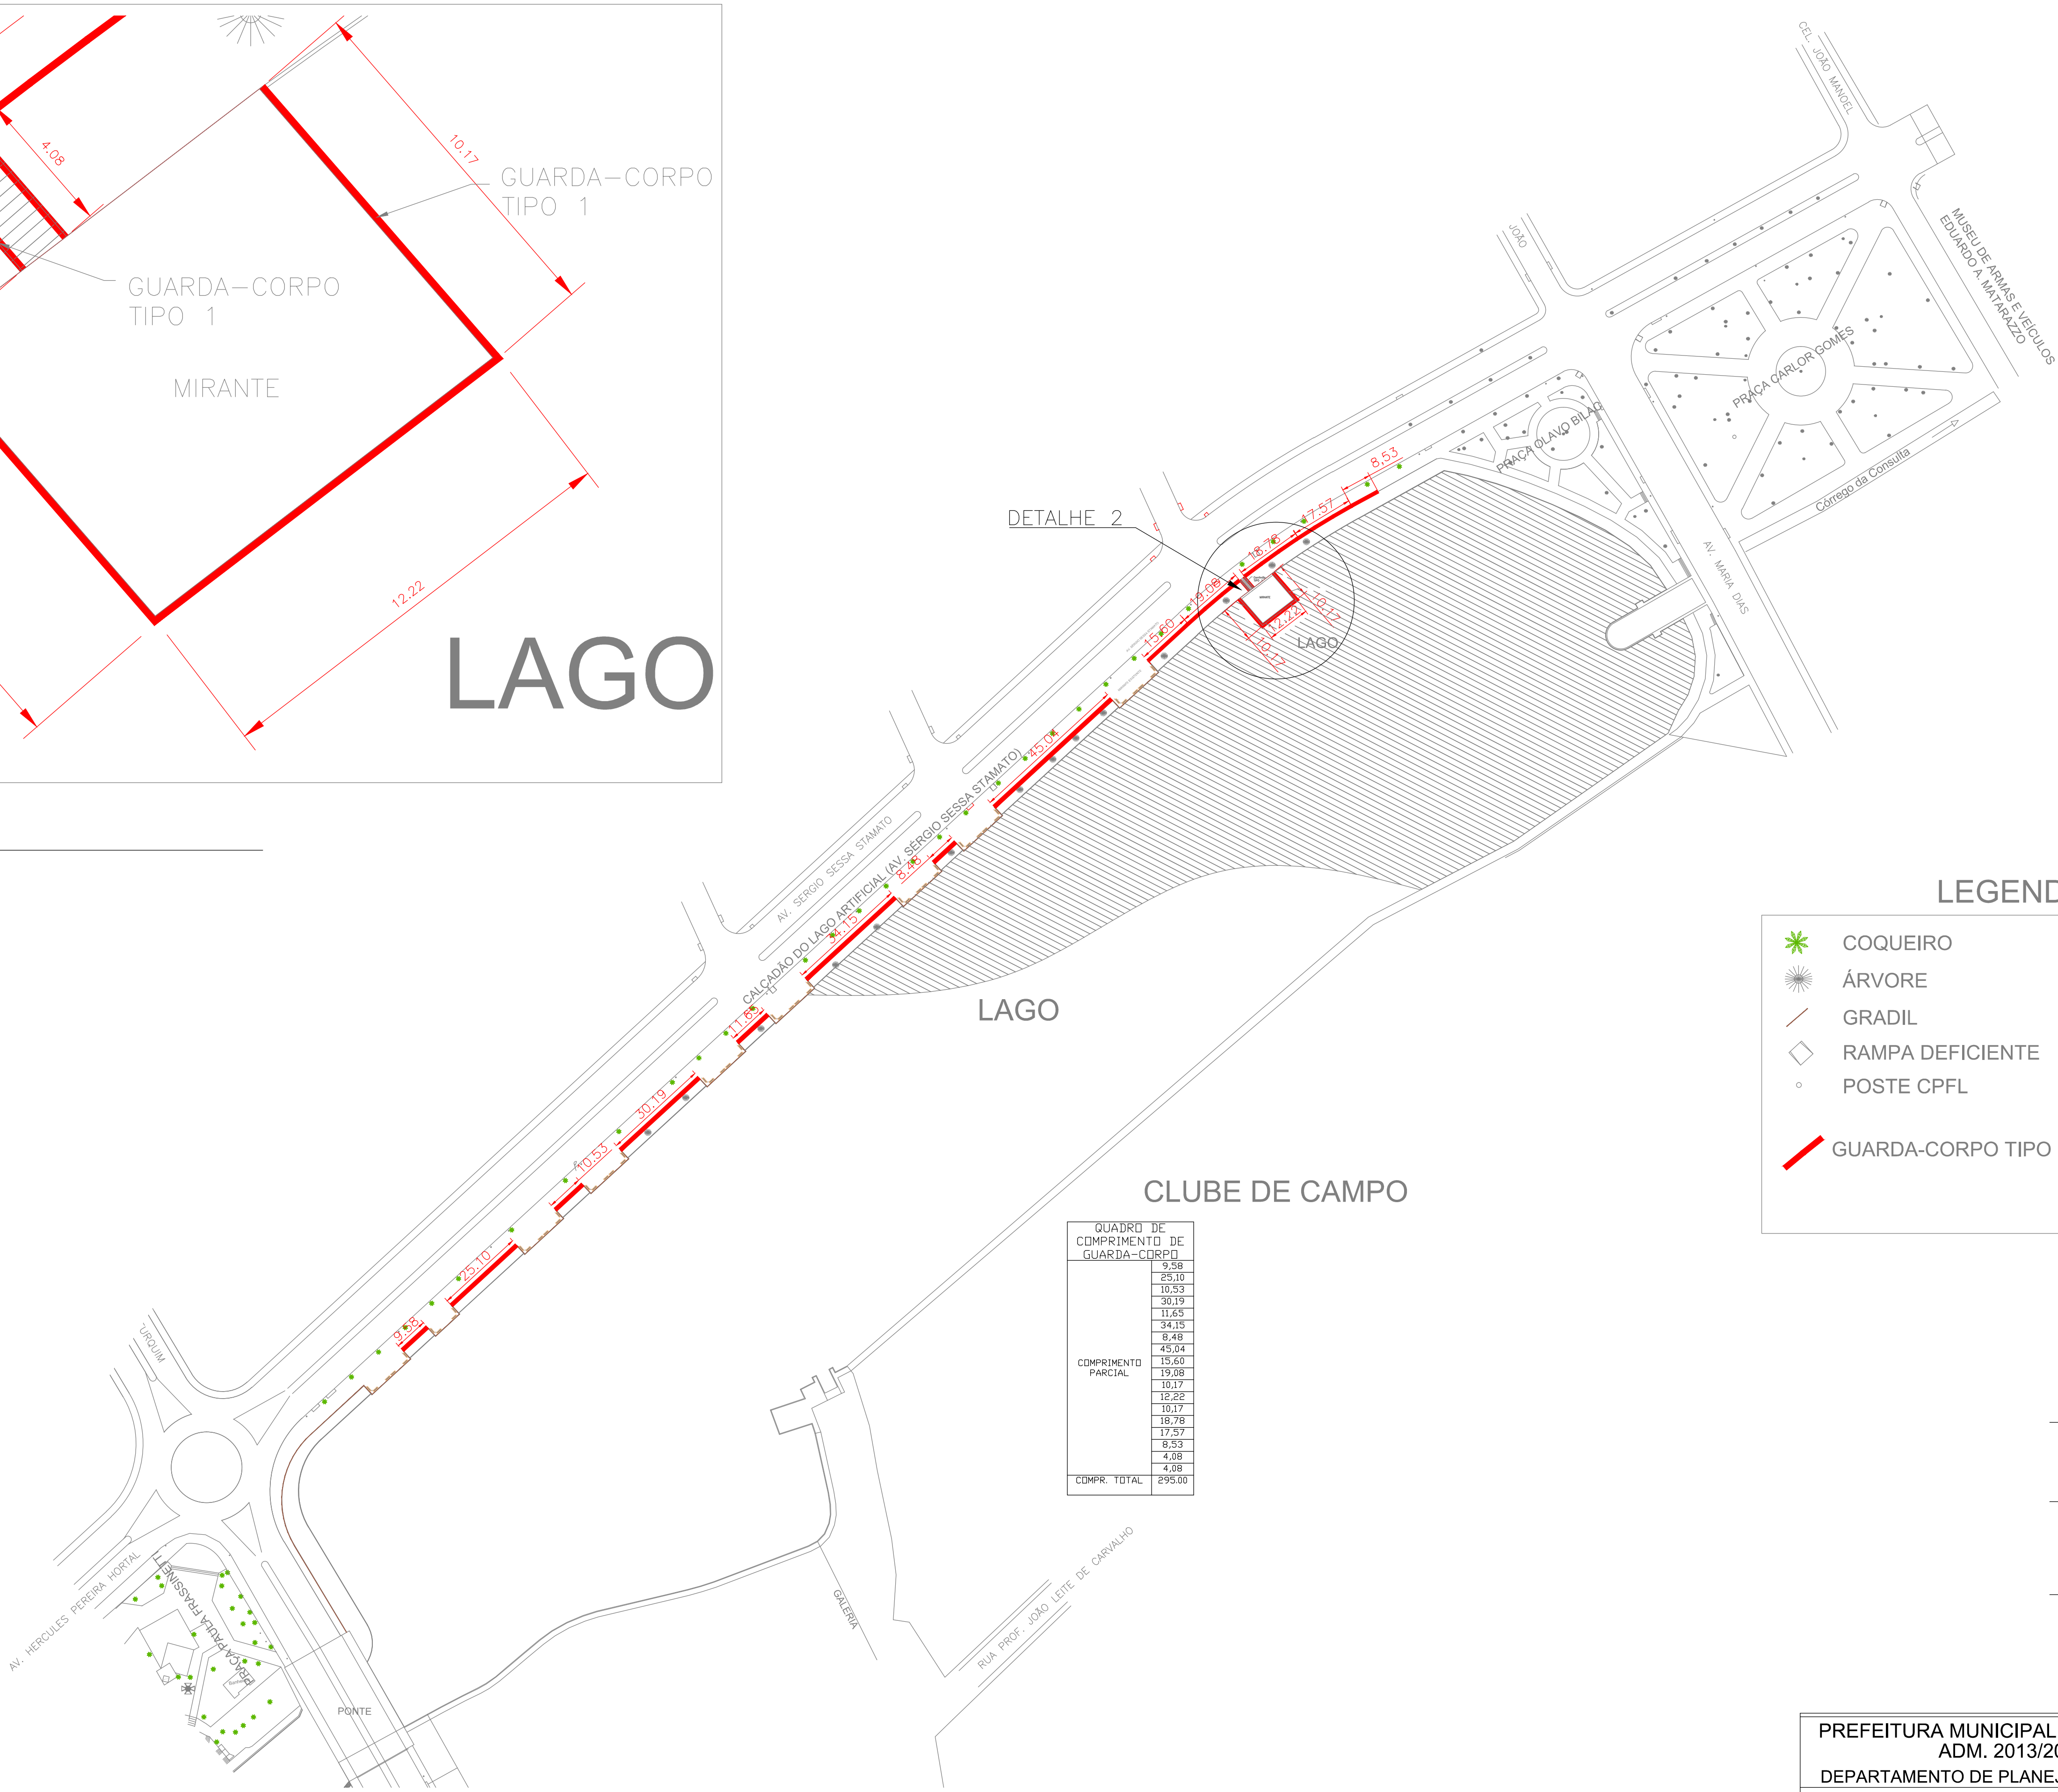 4.08
10.17
GUARDA-CORPO
TIPO 1
GUARDA-CORPO
TIPO 1
MIRANTE
12.22
LAGO
CEL. JOÃO MANOEL
JOÃO
MUSEU DE ARMAS E VEÍCULOS
EDUARDO A. MATARAZZO
PRAÇA CARLOR GOMES
PRAÇA OLAVO BILAC
Córrego da Consulta
AV. MARIA DIAS
DETALHE 2
8,53
17.57
18.78
19.08
15.60
MIRANTE
10.17
12,22
10.17
LAGO
45.04
8.48
34.15
11.65
30.19
10.53
25.10
9.58
CALÇADÃO DO LAGO ARTIFICIAL (AV. SÉRGIO SESSA STAMATO)
AV. SERGIO SESSA STAMATO
LAGO
CLUBE DE CAMPO
LEGEND
COQUEIRO
ÁRVORE
GRADIL
RAMPA DEFICIENTE
POSTE CPFL
GUARDA-CORPO TIPO
QUADRO DE
COMPRIMENTO DE
GUARDA-CORPO
COMPRIMENTO
PARCIAL
9,58
25,10
10,53
30,19
11,65
34,15
8,48
45,04
15,60
19,08
10,17
12,22
10,17
18,78
17,57
8,53
4,08
4,08
COMPR. TOTAL 295.00
TURQUIM
AV. HERCULES PEREIRA HORTAL
PRAÇA PAULA FRASSINETTI
PONTE
GALERIA
RUA PROF. JOÃO LEITE DE CARVALHO
PREFEITURA MUNICIPAL
ADM. 2013/20
DEPARTAMENTO DE PLANEJ